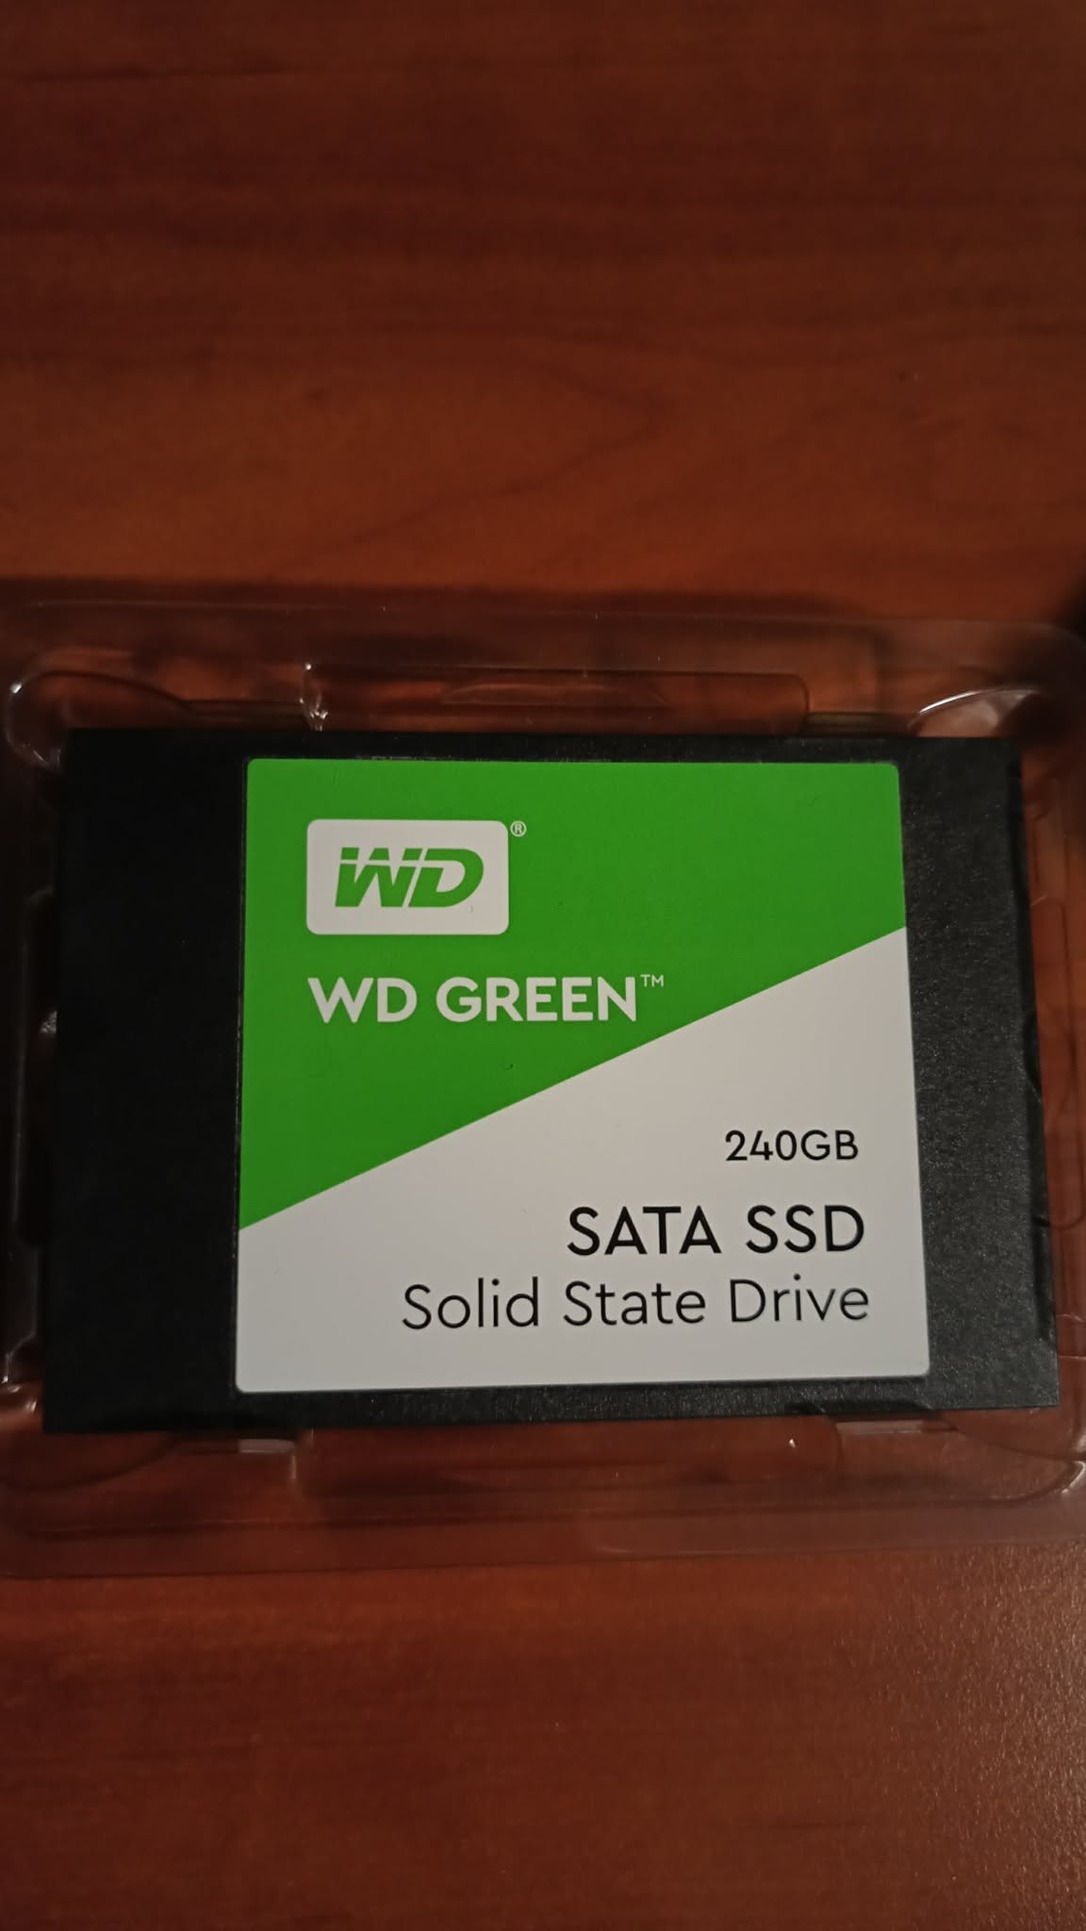 WD®
WD GREEN™
240GB
SATA SSD
Solid State Drive